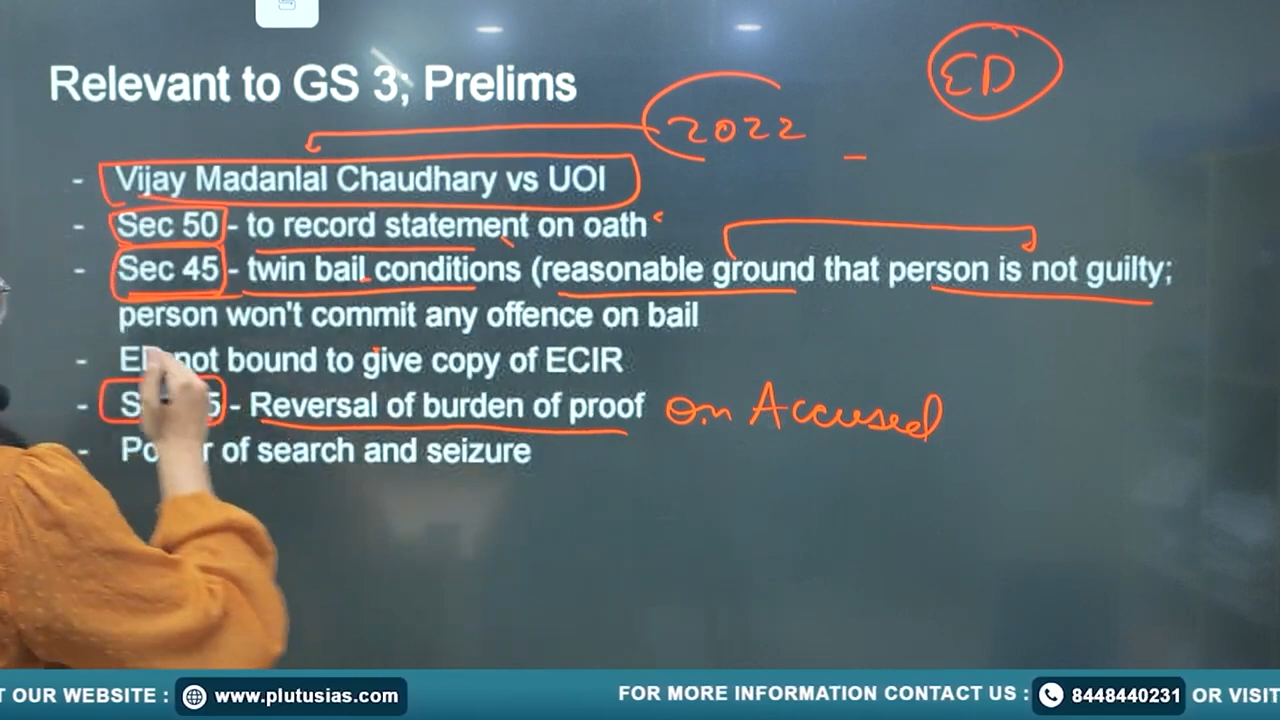 Relevant to GS 3; Prelims
ED
2022
- Vijay Madanlal Chaudhary vs UOI
- Sec 50 - to record statement on oath
- Sec 45 - twin bail conditions (reasonable ground that person is not guilty;
person won't commit any offence on bail
- not bound to give copy of ECIR
- Reversal of burden of proof on Accused
- of search and seizure
T OUR WEBSITE : www.plutusias.com FOR MORE INFORMATION CONTACT US : 8448440231 OR VISIT